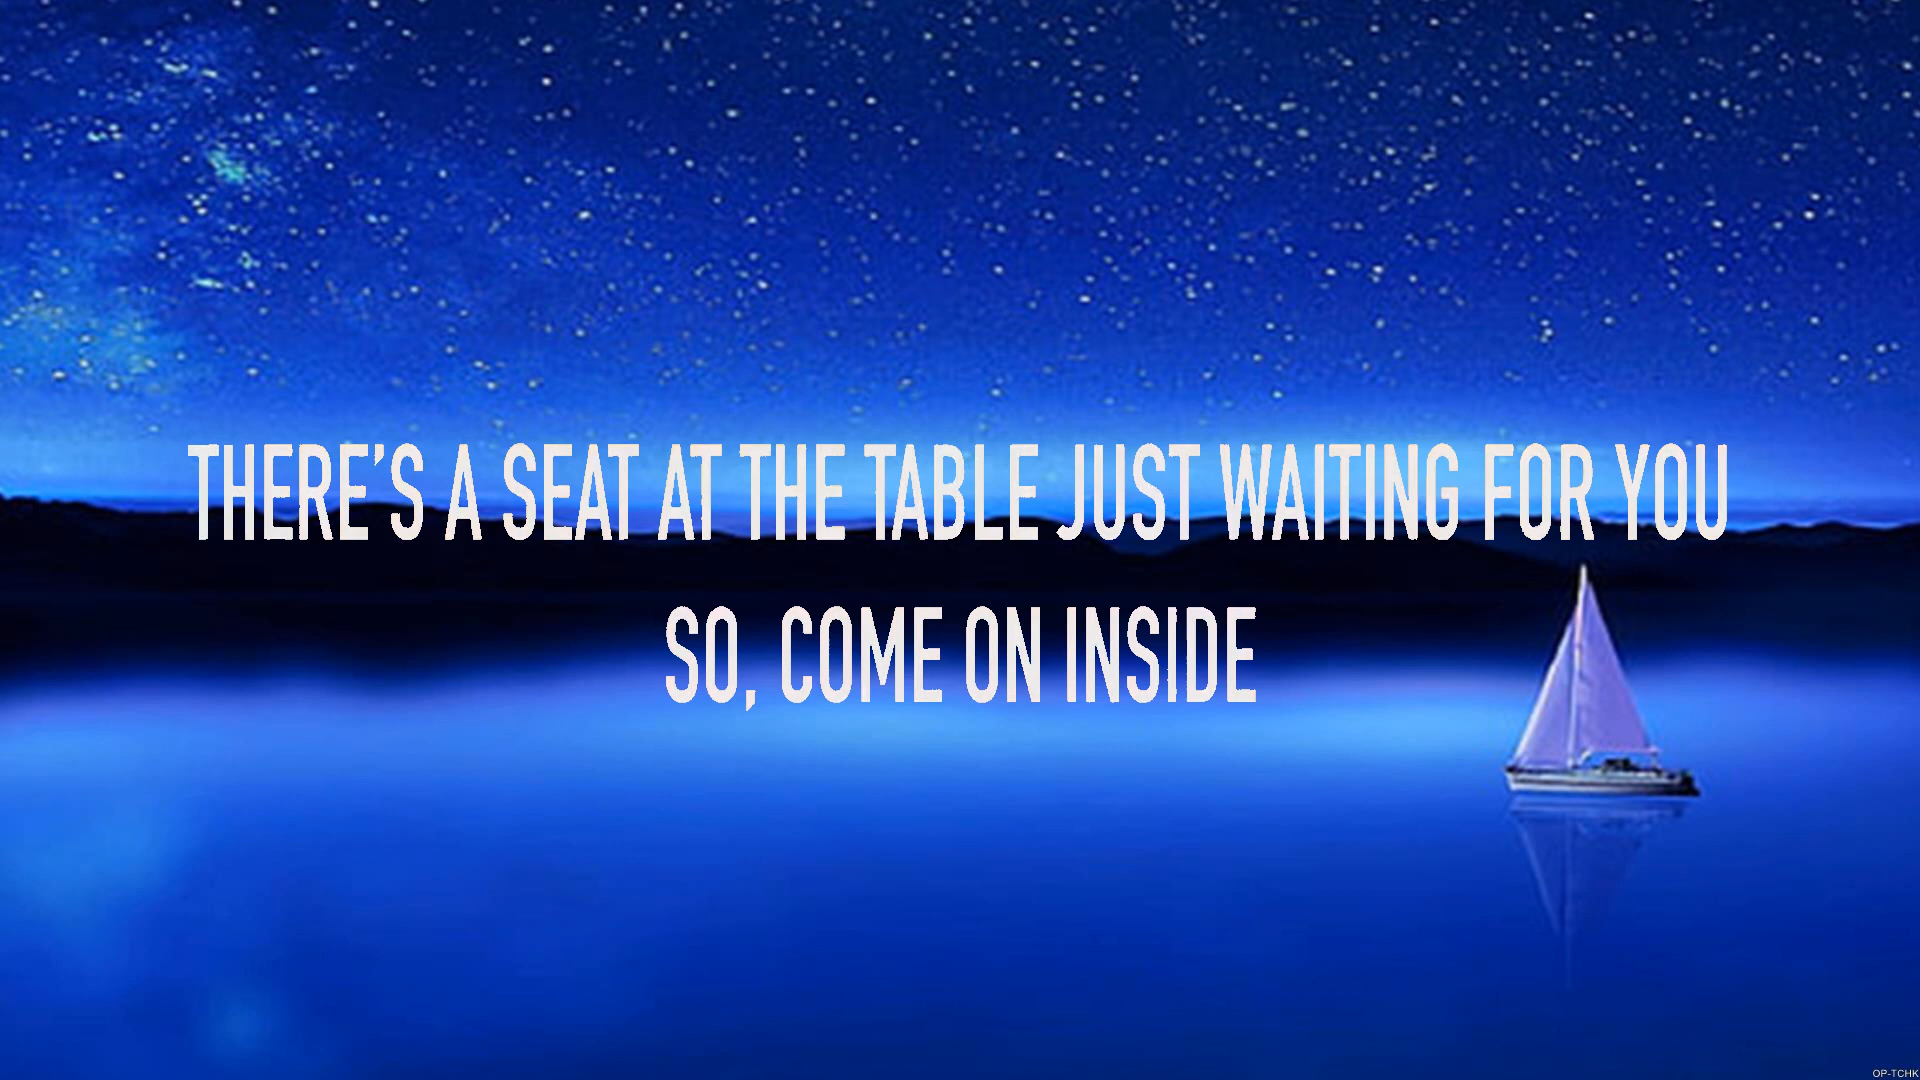 THERE'S A SEAT AT THE TABLE JUST WAITING FOR YOU
SO, COME ON INSIDE
OP-TCHK